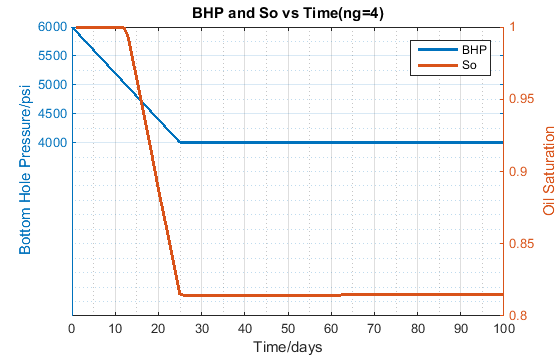 BHP and So vs Time(ng=4)
Bottom Hole Pressure/psi
6000
5500
5000
4500
4000
BHP
So
1
0.95
0.9
0.85
0.8
Oil Saturation
0 10 20 30 40 50 60 70 80 90 100
Time/days